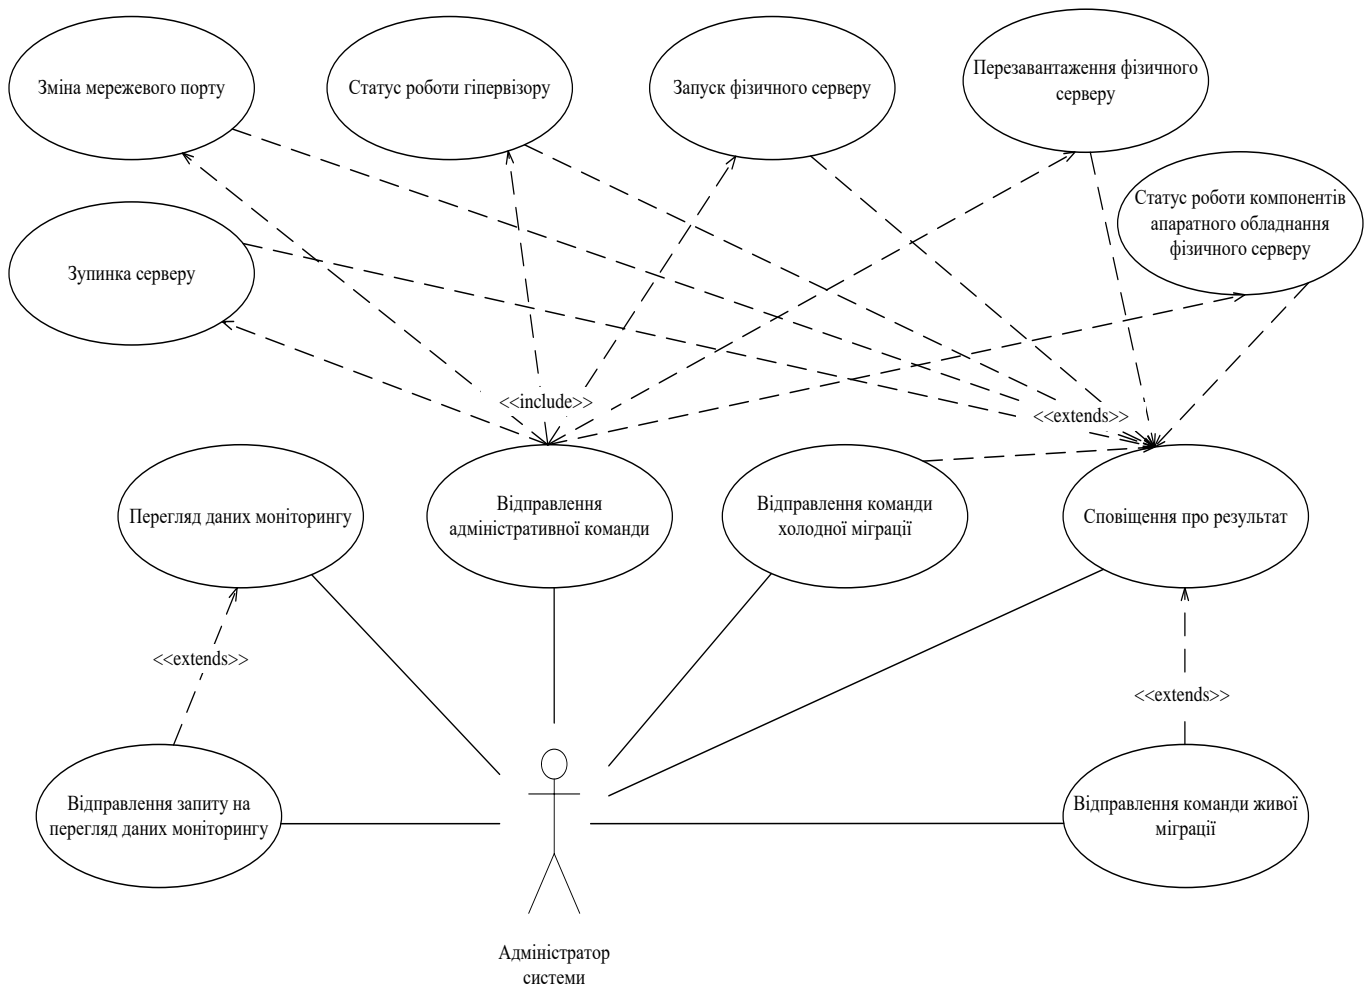 Зміна мережевого порту
Статус роботи гіпервізору
Запуск фізичного серверу
Перезавантаження фізичного
серверу
Статус роботи компонентів
апаратного обладнання
фізичного серверу
Зупинка серверу
<<include>>
<<extends>>
Перегляд даних моніторингу
Відправлення
адміністративної команди
Відправлення команди
холодної міграції
Сповіщення про результат
<<extends>>
<<extends>>
Відправлення запиту на
перегляд даних моніторингу
Відправлення команди живої
міграції
Адміністратор
системи